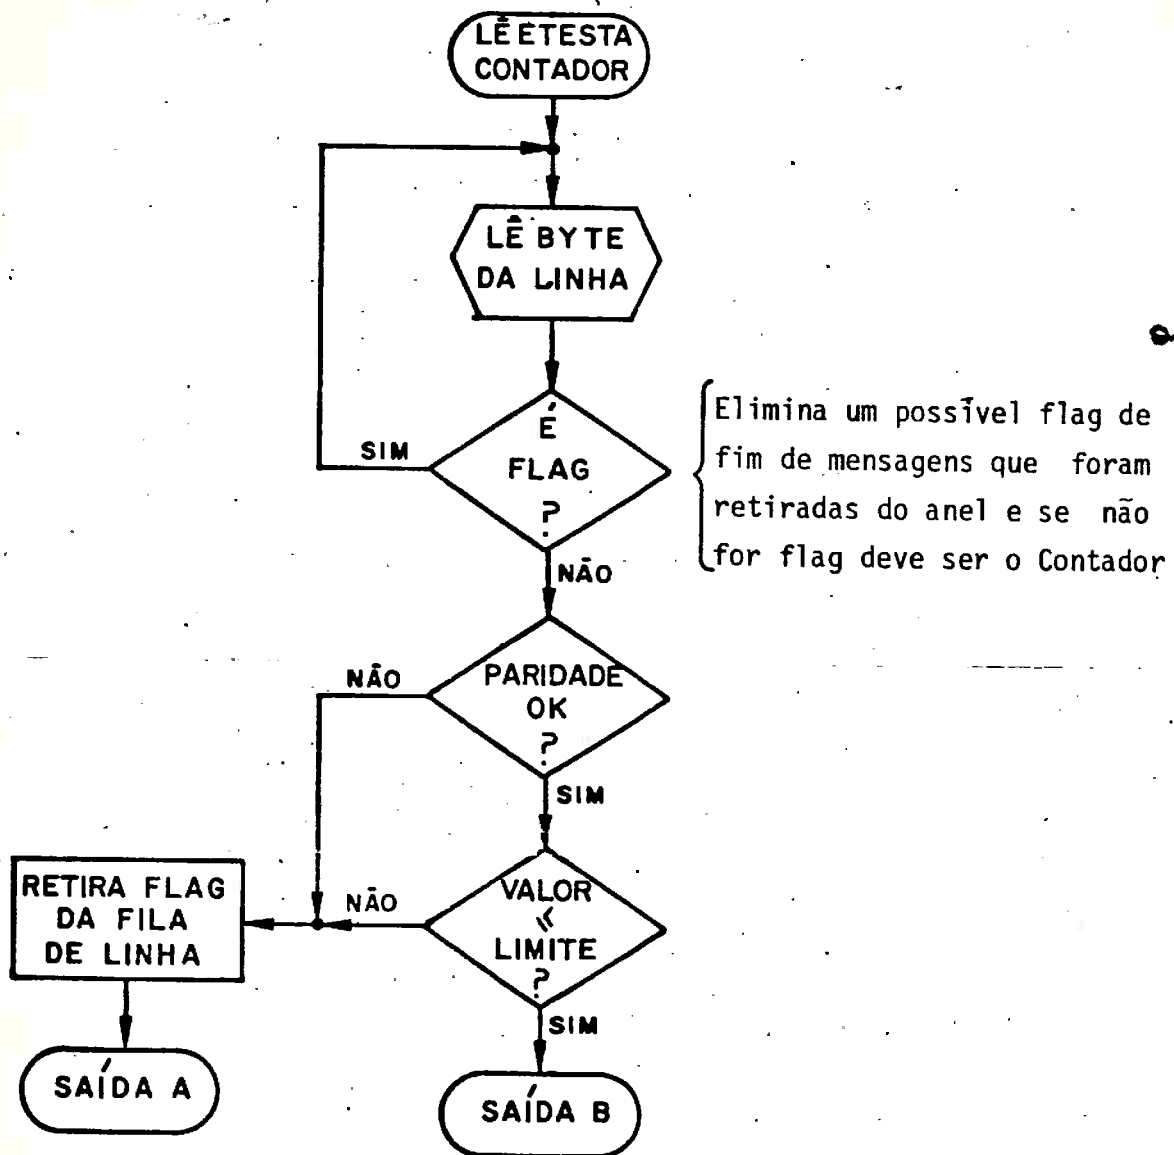 LÊ E TESTA
CONTADOR
LÊ BYTE
DA LINHA
É
FLAG
?
SIM
Elimina um possível flag de
fim de mensagens que foram
retiradas do anel e se não
for flag deve ser o Contador
NÃO
PARIDADE
OK
?
NÃO
SIM
VALOR
≤
LIMITE
?
NÃO
RETIRA FLAG
DA FILA
DE LINHA
SIM
SAÍDA A
SAÍDA B